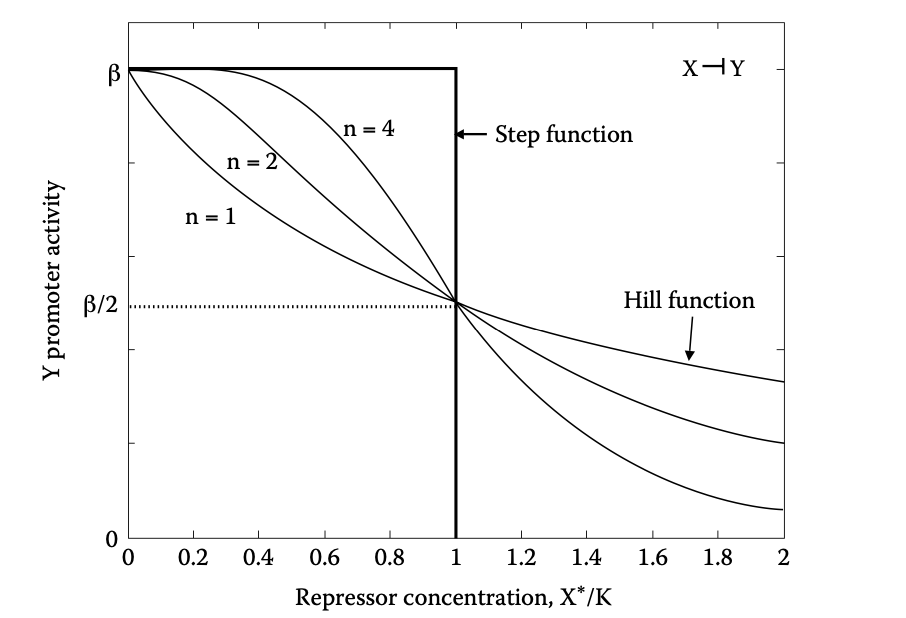 β
X ⊣ Y
n = 4
Step function
n = 2
n = 1
Y promoter activity
β/2
Hill function
0
0 0.2 0.4 0.6 0.8 1 1.2 1.4 1.6 1.8 2
Repressor concentration, X*/K